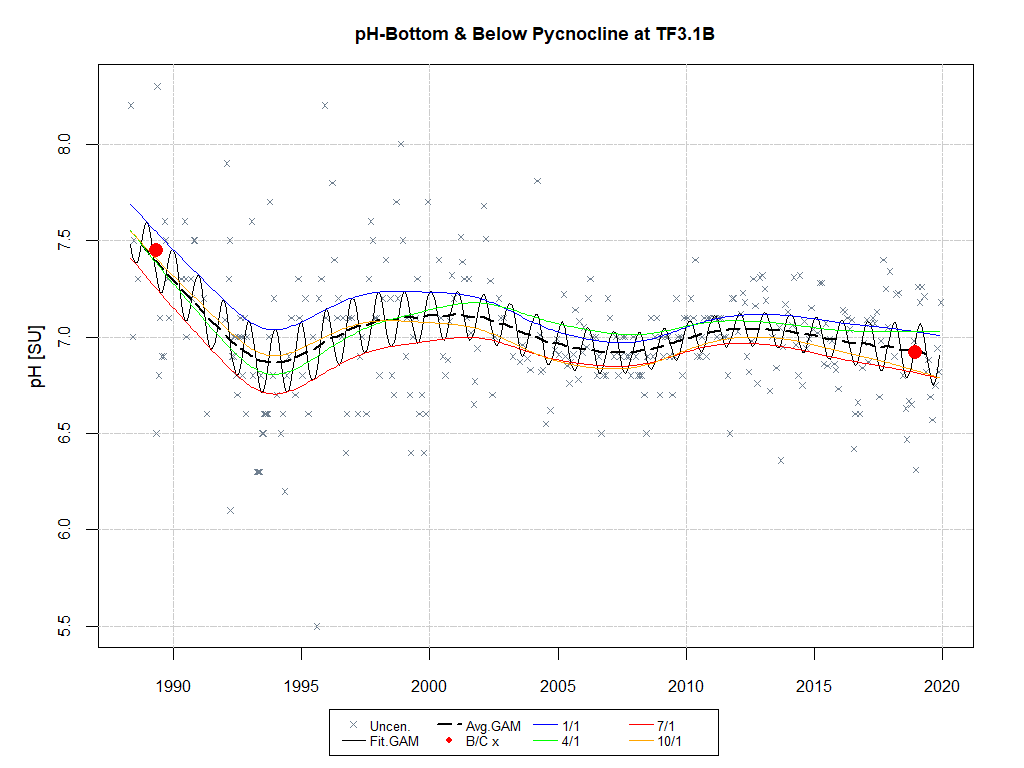 pH-Bottom & Below Pycnocline at TF3.1B
pH [SU]
8.0
7.5
7.0
6.5
6.0
5.5
1990 1995 2000 2005 2010 2015 2020
Uncen. Avg.GAM 1/1 7/1
Fit.GAM B/C x 4/1 10/1